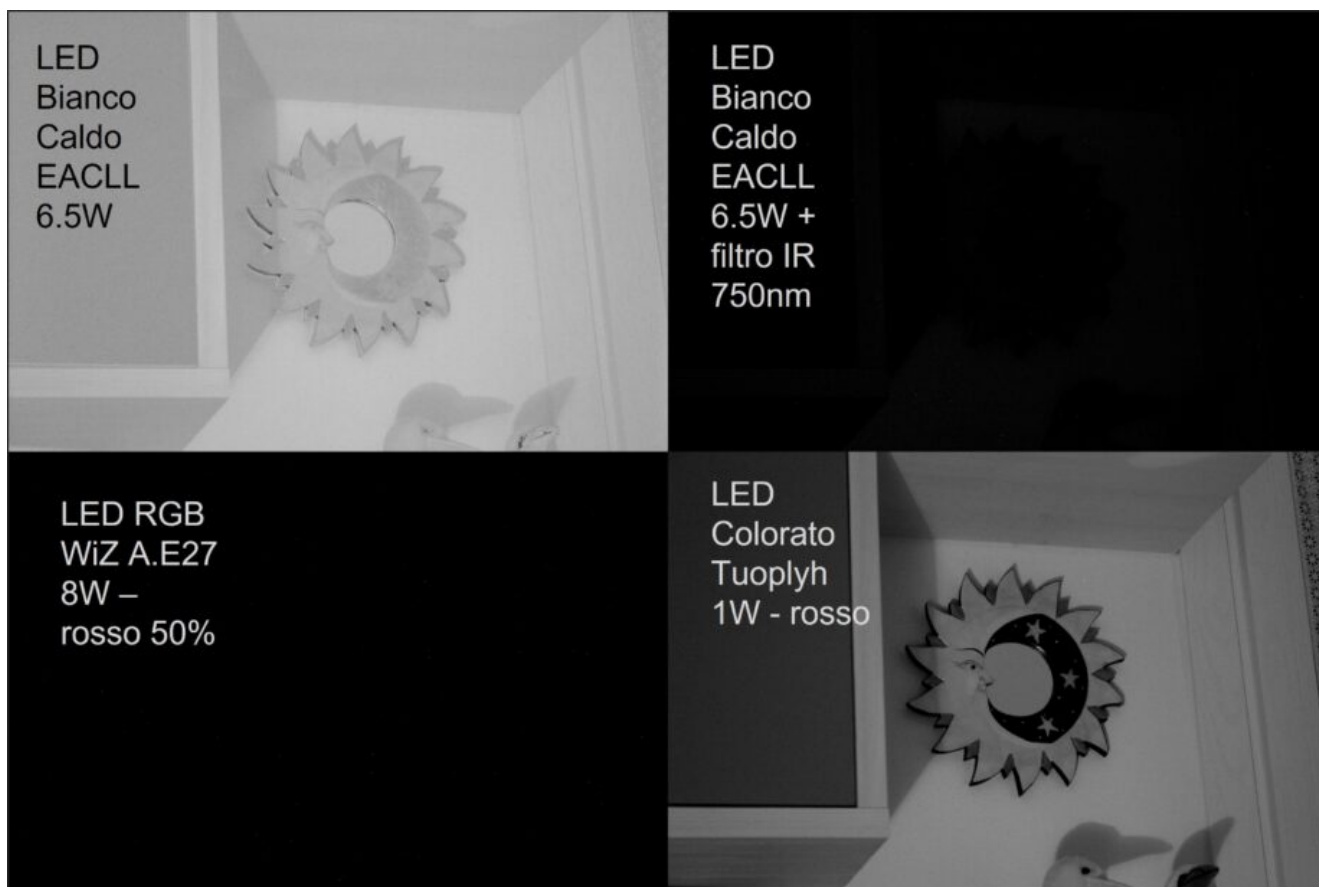 LED
Bianco
Caldo
EACLL
6.5W
LED
Bianco
Caldo
EACLL
6.5W +
filtro IR
750nm
LED RGB
WiZ A.E27
8W –
rosso 50%
LED
Colorato
Tuoplyh
1W - rosso